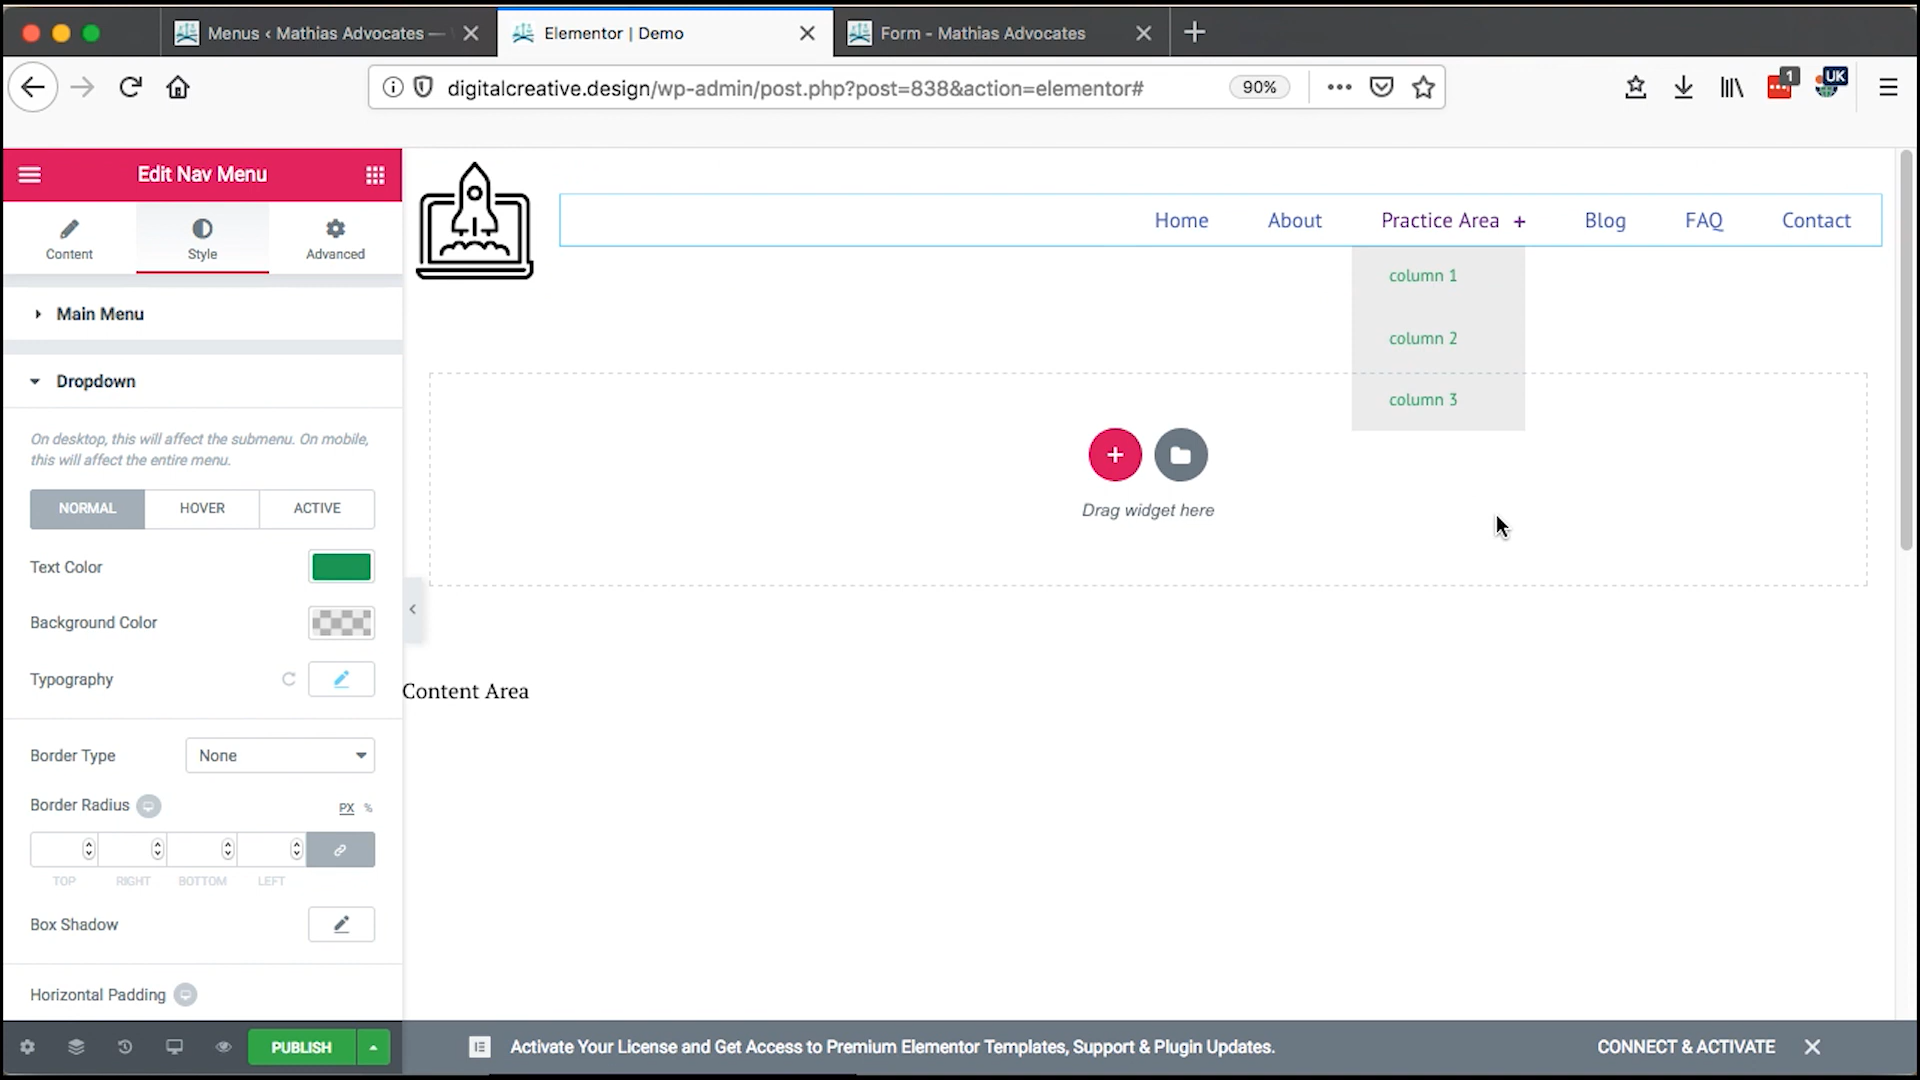 Menus ‹ Mathias Advocates —
Elementor | Demo
Form - Mathias Advocates
digitalcreative.design/wp-admin/post.php?post=838&action=elementor#
90%
1
UK
Edit Nav Menu
Content
Style
Advanced
Home
About
Practice Area +
Blog
FAQ
Contact
column 1
column 2
column 3
Main Menu
Dropdown
On desktop, this will affect the submenu. On mobile,
this will affect the entire menu.
NORMAL
HOVER
ACTIVE
Text Color
Background Color
Typography
Drag widget here
Content Area
Border Type
None
Border Radius
PX
%
TOP
RIGHT
BOTTOM
LEFT
Box Shadow
Horizontal Padding
PUBLISH
Activate Your License and Get Access to Premium Elementor Templates, Support & Plugin Updates.
CONNECT & ACTIVATE